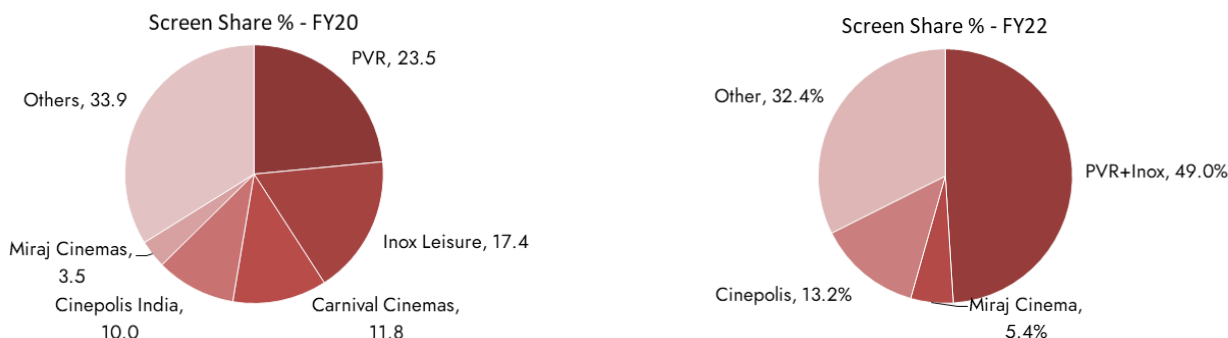 Screen Share % - FY20
PVR, 23.5
Others, 33.9
Inox Leisure, 17.4
Miraj Cinemas,
3.5
Cinepolis India,
10.0
Carnival Cinemas,
11.8
Screen Share % - FY22
Other, 32.4%
PVR+Inox, 49.0%
Cinepolis, 13.2%
Miraj Cinema,
5.4%